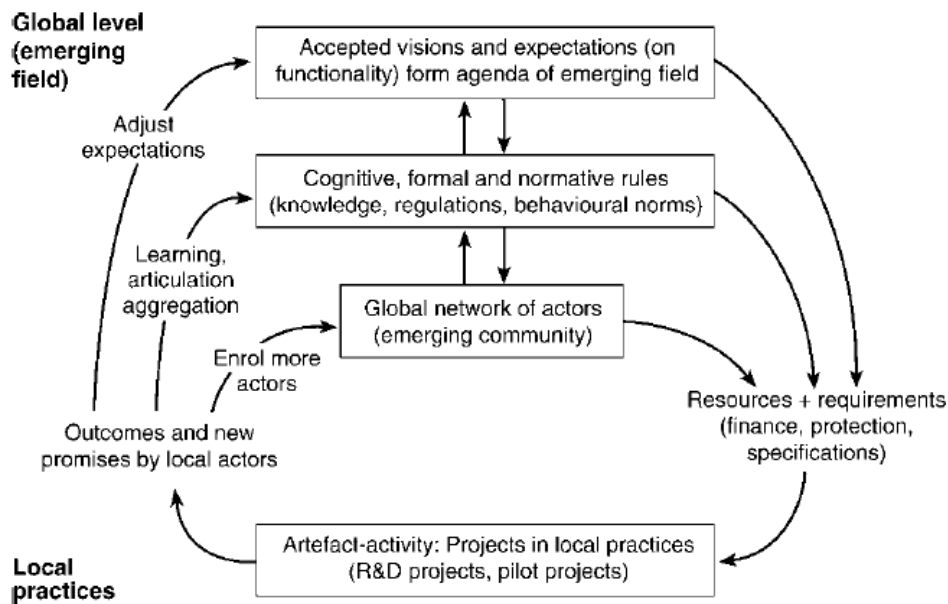 Global level
(emerging
field)
Accepted visions and expectations (on
functionality) form agenda of emerging field
Adjust
expectations
Cognitive, formal and normative rules
(knowledge, regulations, behavioural norms)
Learning,
articulation
aggregation
Global network of actors
(emerging community)
Enrol more
actors
Resources + requirements
(finance, protection,
specifications)
Outcomes and new
promises by local actors
Artefact-activity: Projects in local practices
(R&D projects, pilot projects)
Local
practices